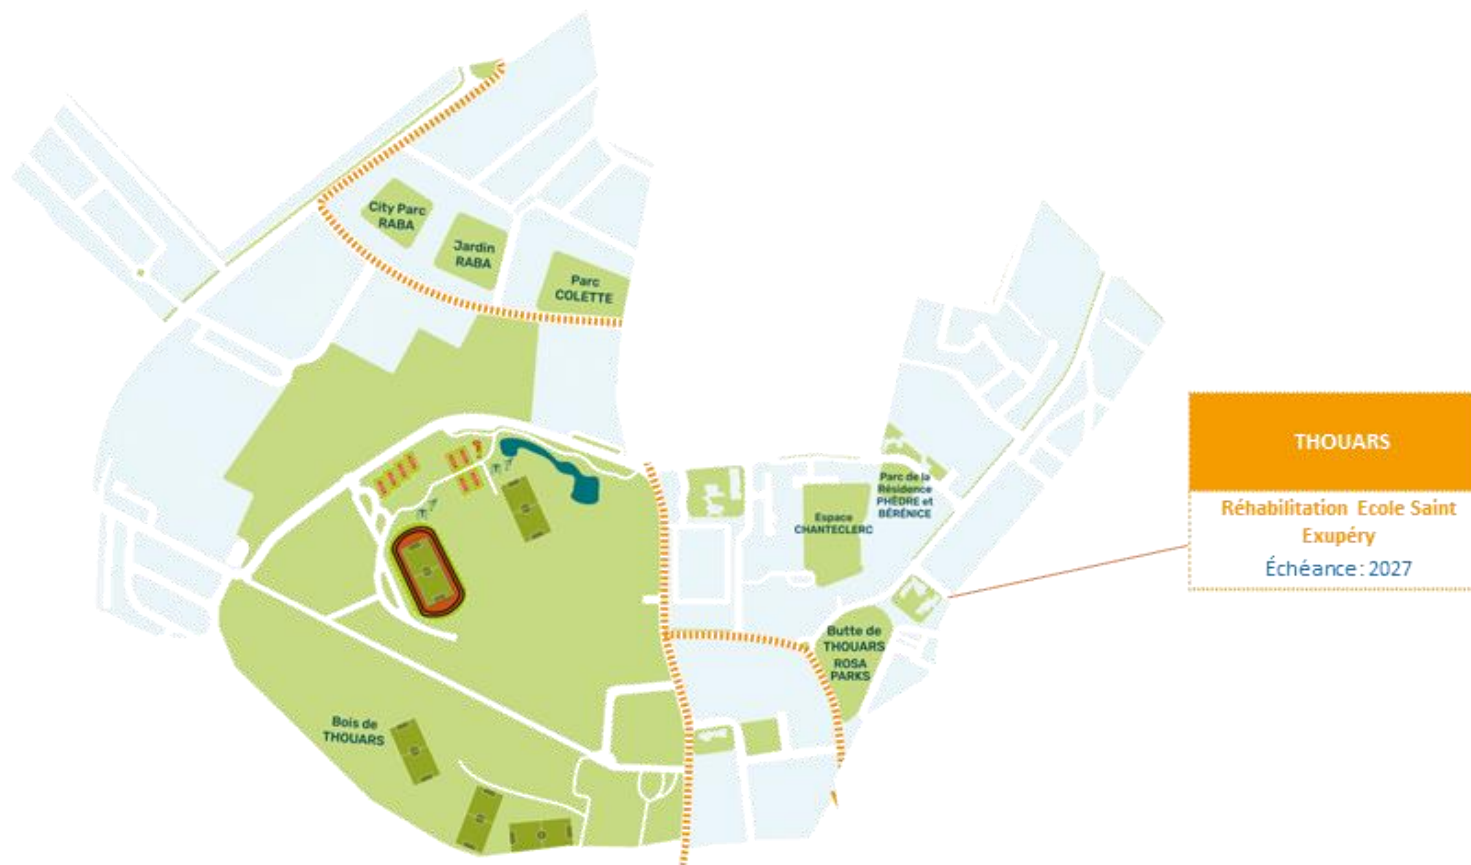 City Parc
RABA
Jardin
RABA
Parc
COLETTE
Parc de la
Résidence
PHÈDRE et
BÉRÉNICE
Espace
CHANTECLERC
Butte de
THOUARS
ROSA
PARKS
Bois de
THOUARS
THOUARS
Réhabilitation Ecole Saint
Exupéry
Échéance: 2027